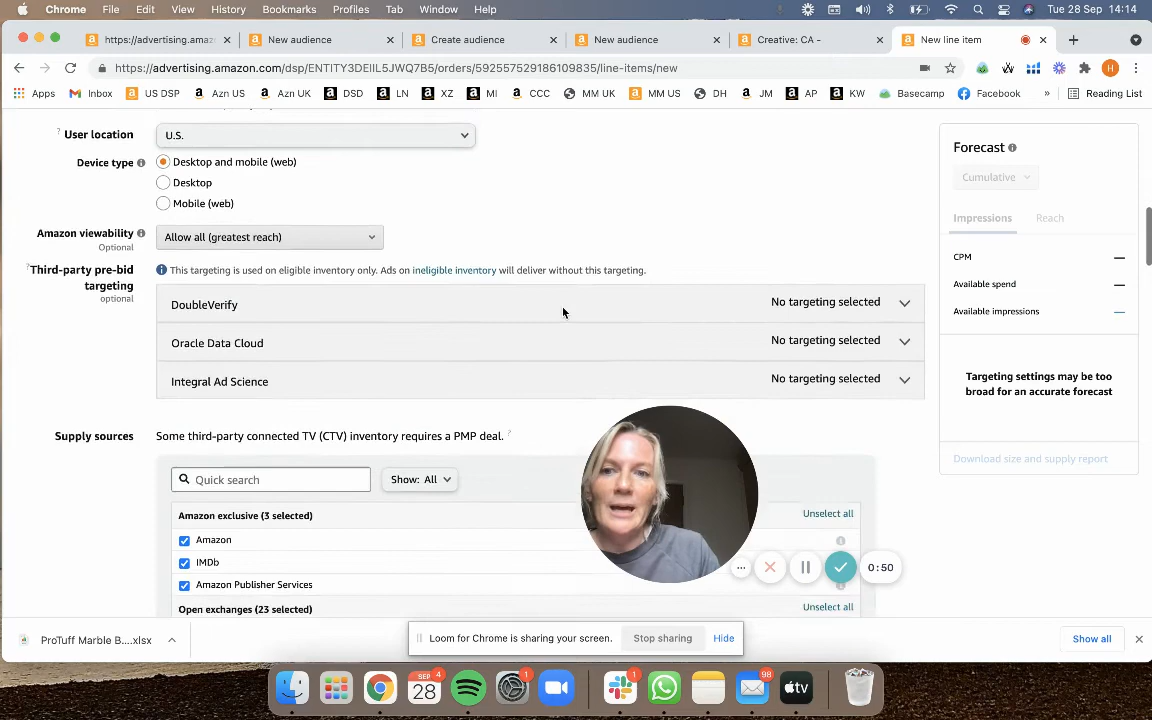 Chrome File Edit View History Bookmarks Profiles Tab Window Help Tue 28 Sep 14:14
https://advertising.amaz New audience Create audience New audience Creative: CA - New line item
https://advertising.amazon.com/dsp/ENTITY3DEIIL5JWQ7B5/orders/592557529186109835/line-items/new H
Apps Inbox US DSP Azn US Azn UK DSD LN XZ MI CCC MM UK MM US DH JM AP KW Basecamp Facebook » Reading List
? User location U.S.
Device type Desktop and mobile (web)
Desktop
Mobile (web)
Amazon viewability Allow all (greatest reach)
Optional
? Third-party pre-bid targeting
optional
This targeting is used on eligible inventory only. Ads on ineligible inventory will deliver without this targeting.
DoubleVerify No targeting selected
Oracle Data Cloud No targeting selected
Integral Ad Science No targeting selected
Supply sources Some third-party connected TV (CTV) inventory requires a PMP deal. ?
Quick search Show: All
Amazon exclusive (3 selected) Unselect all
Amazon
IMDb
Amazon Publisher Services
Open exchanges (23 selected) Unselect all
Forecast
Cumulative
Impressions Reach
CPM —
Available spend —
Available impressions —
Targeting settings may be too
broad for an accurate forecast
Download size and supply report
0:50
Loom for Chrome is sharing your screen. Stop sharing Hide
ProTuff Marble B....xlsx Show all
SEP 28 4 1 1 98 tv